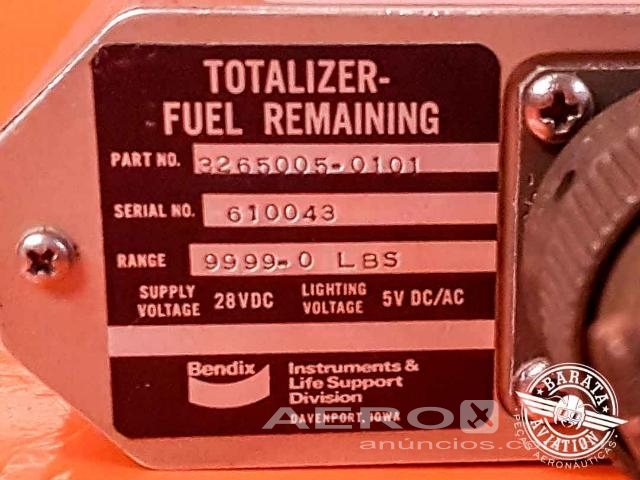 TOTALIZER-
FUEL REMAINING
PART NO. 3265005-0101
SERIAL NO. 610043
RANGE 9999-0 LBS
SUPPLY VOLTAGE 28VDC LIGHTING VOLTAGE 5V DC/AC
Bendix
Instruments &
Life Support
Division
DAVENPORT, IOWA
AERO
anúncios.c
BARATA
AVIATION
PEÇAS AERONÁUTICAS